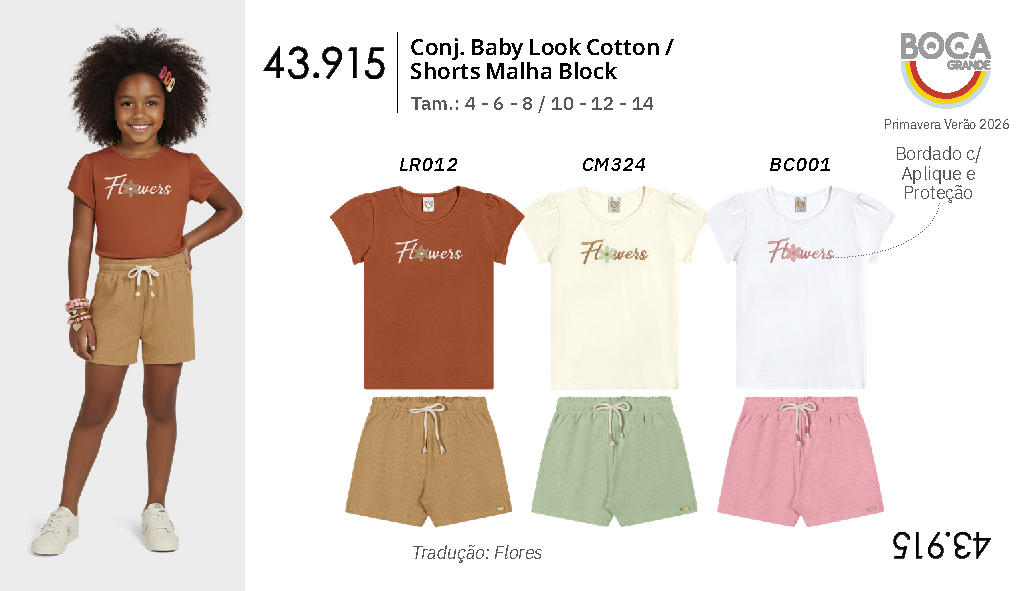 43.915
Conj. Baby Look Cotton /
Shorts Malha Block
Tam.: 4 - 6 - 8 / 10 - 12 - 14
BOCA
GRANDE
Primavera Verão 2026
Bordado c/
Aplique e
Proteção
LR012
CM324
BC001
Flowers
Flowers
Flowers
Flowers
Tradução: Flores
43.915